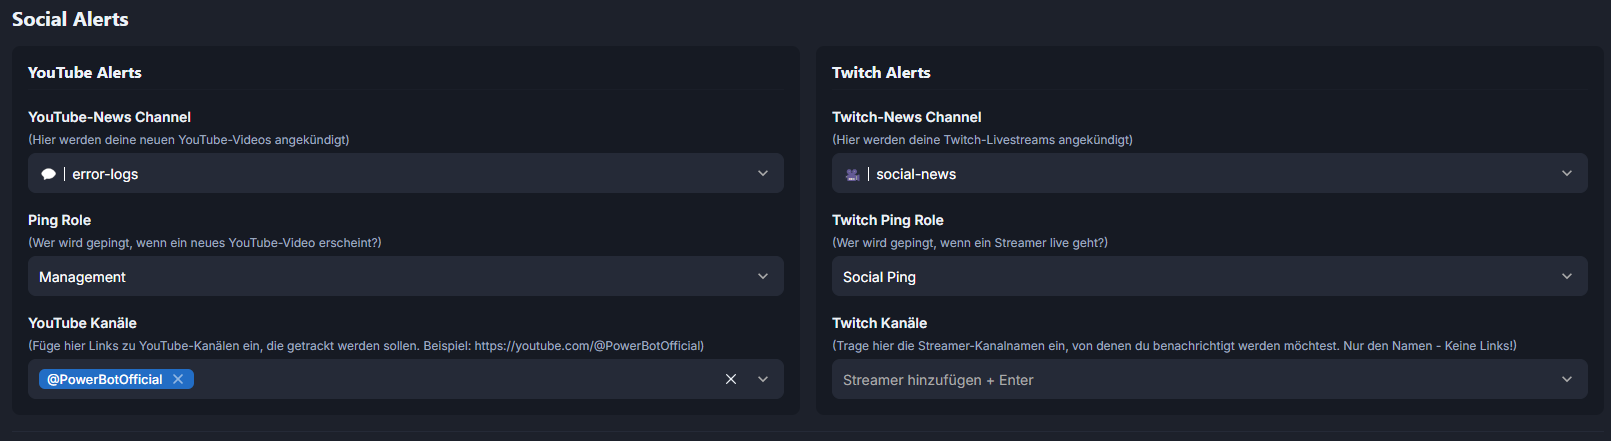 Social Alerts
YouTube Alerts
YouTube-News Channel
(Hier werden deine neuen YouTube-Videos angekündigt)
| error-logs
Ping Role
(Wer wird gepingt, wenn ein neues YouTube-Video erscheint?)
Management
YouTube Kanäle
(Füge hier Links zu YouTube-Kanälen ein, die getrackt werden sollen. Beispiel: https://youtube.com/@PowerBotOfficial)
@PowerBotOfficial
Twitch Alerts
Twitch-News Channel
(Hier werden deine Twitch-Livestreams angekündigt)
| social-news
Twitch Ping Role
(Wer wird gepingt, wenn ein Streamer live geht?)
Social Ping
Twitch Kanäle
(Trage hier die Streamer-Kanalnamen ein, von denen du benachrichtigt werden möchtest. Nur den Namen - Keine Links!)
Streamer hinzufügen + Enter